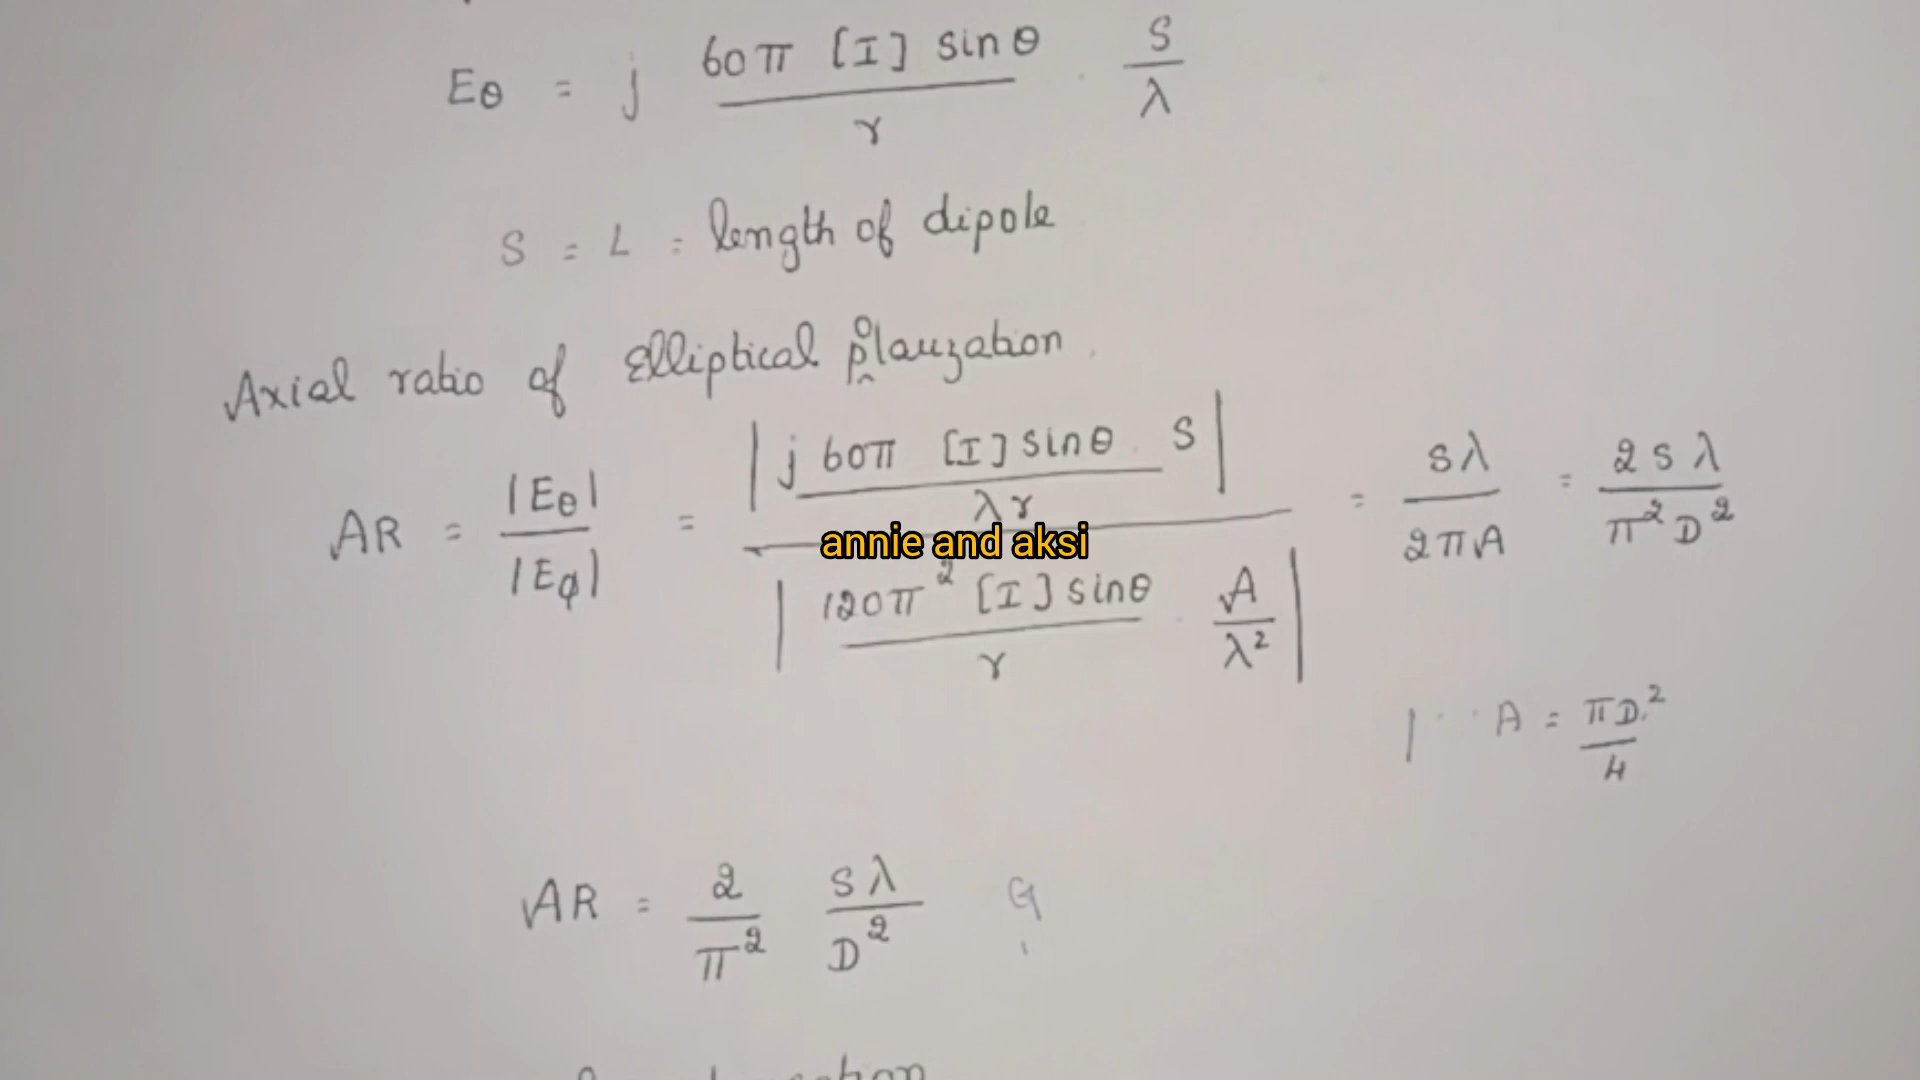 Eθ = j 60π [I] sinθ / r · S / λ
S = L = length of dipole
Axial ratio of Elliptical polarization
AR = |Eθ| / |Eφ| = | j 60π [I] sinθ · S / λr | / | 120π² [I] sinθ / r · A / λ² | = Sλ / 2πA = 2Sλ / π²D²
annie and aksi
A = πD² / 4
AR = 2 / π² Sλ / D²